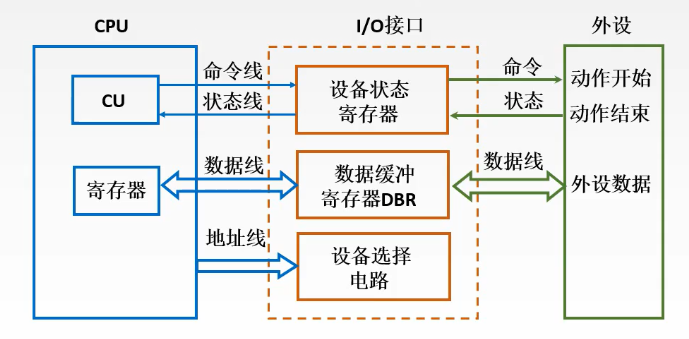 CPU
I/O接口
外设
命令线
命令
CU
设备状态
寄存器
动作开始
状态线
状态
动作结束
数据线
数据线
寄存器
数据缓冲
寄存器DBR
外设数据
地址线
设备选择
电路